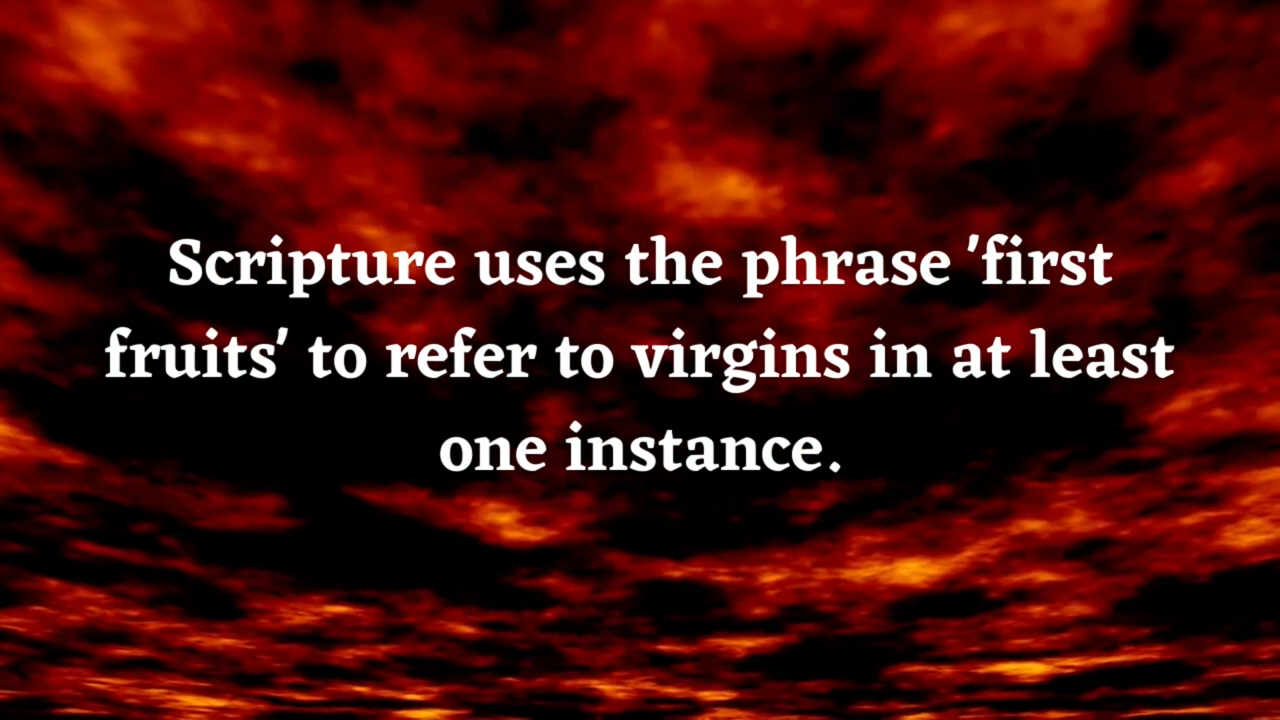 Scripture uses the phrase 'first
fruits' to refer to virgins in at least
one instance.